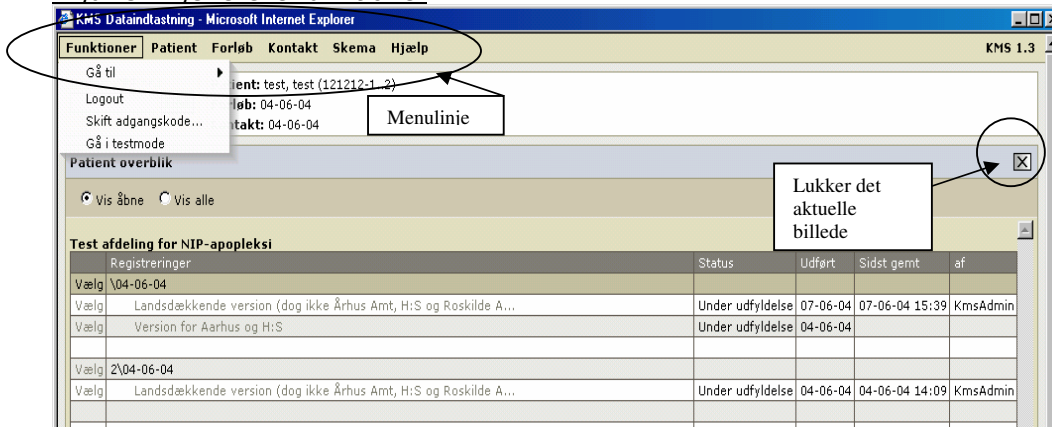 KMS Dataindtastning - Microsoft Internet Explorer
Funktioner Patient Forløb Kontakt Skema Hjælp KMS 1.3
Gå til
Logout
Skift adgangskode...
Gå i testmode
ient: test, test (121212-1..2)
rløb: 04-06-04
ntakt: 04-06-04
Menulinje
Patient overblik X
Lukker det
aktuelle
billede
Vis åbne Vis alle
Test afdeling for NIP-apopleksi
Registreringer Status Udført Sidst gemt af
Vælg \04-06-04
Vælg Landsdækkende version (dog ikke Århus Amt, H:S og Roskilde A... Under udfyldelse 07-06-04 07-06-04 15:39 KmsAdmin
Vælg Version for Aarhus og H:S Under udfyldelse 04-06-04
Vælg 2\04-06-04
Vælg Landsdækkende version (dog ikke Århus Amt, H:S og Roskilde A... Under udfyldelse 04-06-04 04-06-04 14:09 KmsAdmin